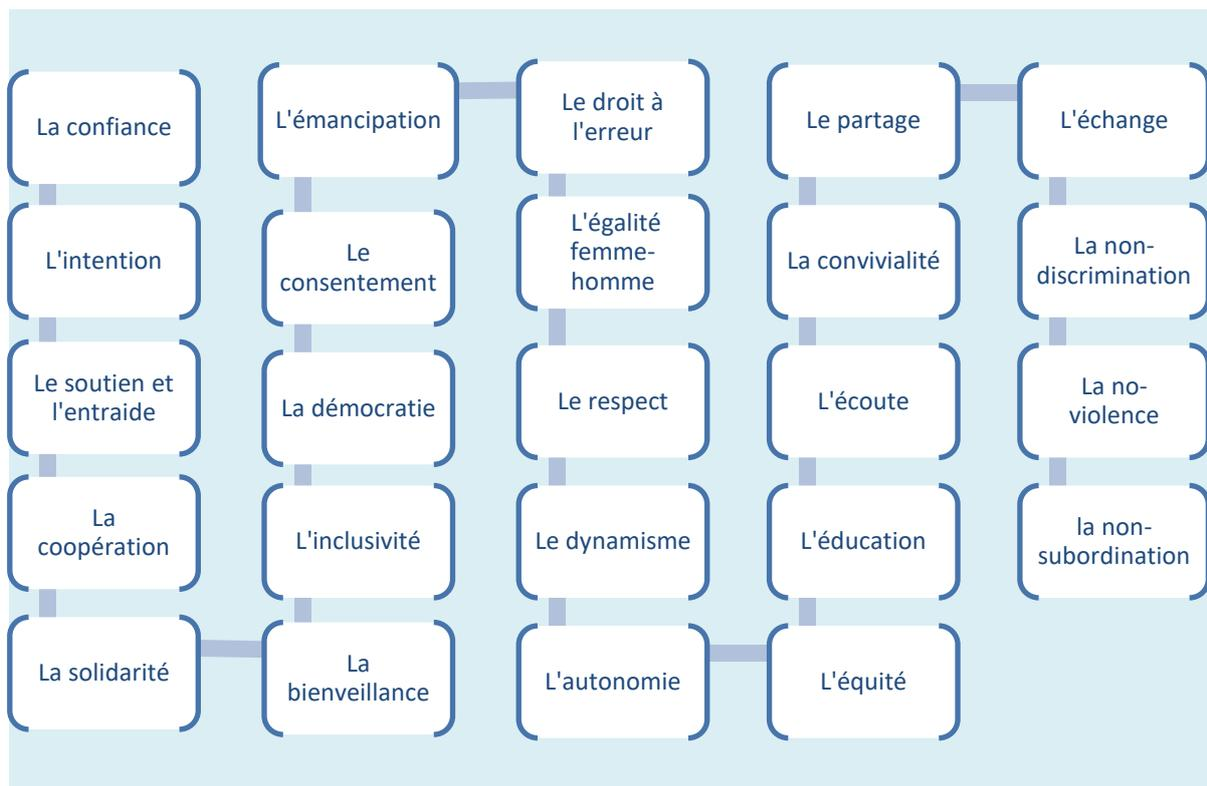 La confiance
L'intention
Le soutien et
l'entraide
La
coopération
La solidarité
La
bienveillance
L'inclusivité
La démocratie
Le
consentement
L'émancipation
Le droit à
l'erreur
L'égalité
femme-
homme
Le respect
Le dynamisme
L'autonomie
L'équité
L'éducation
L'écoute
La convivialité
Le partage
L'échange
La non-
discrimination
La no-
violence
la non-
subordination